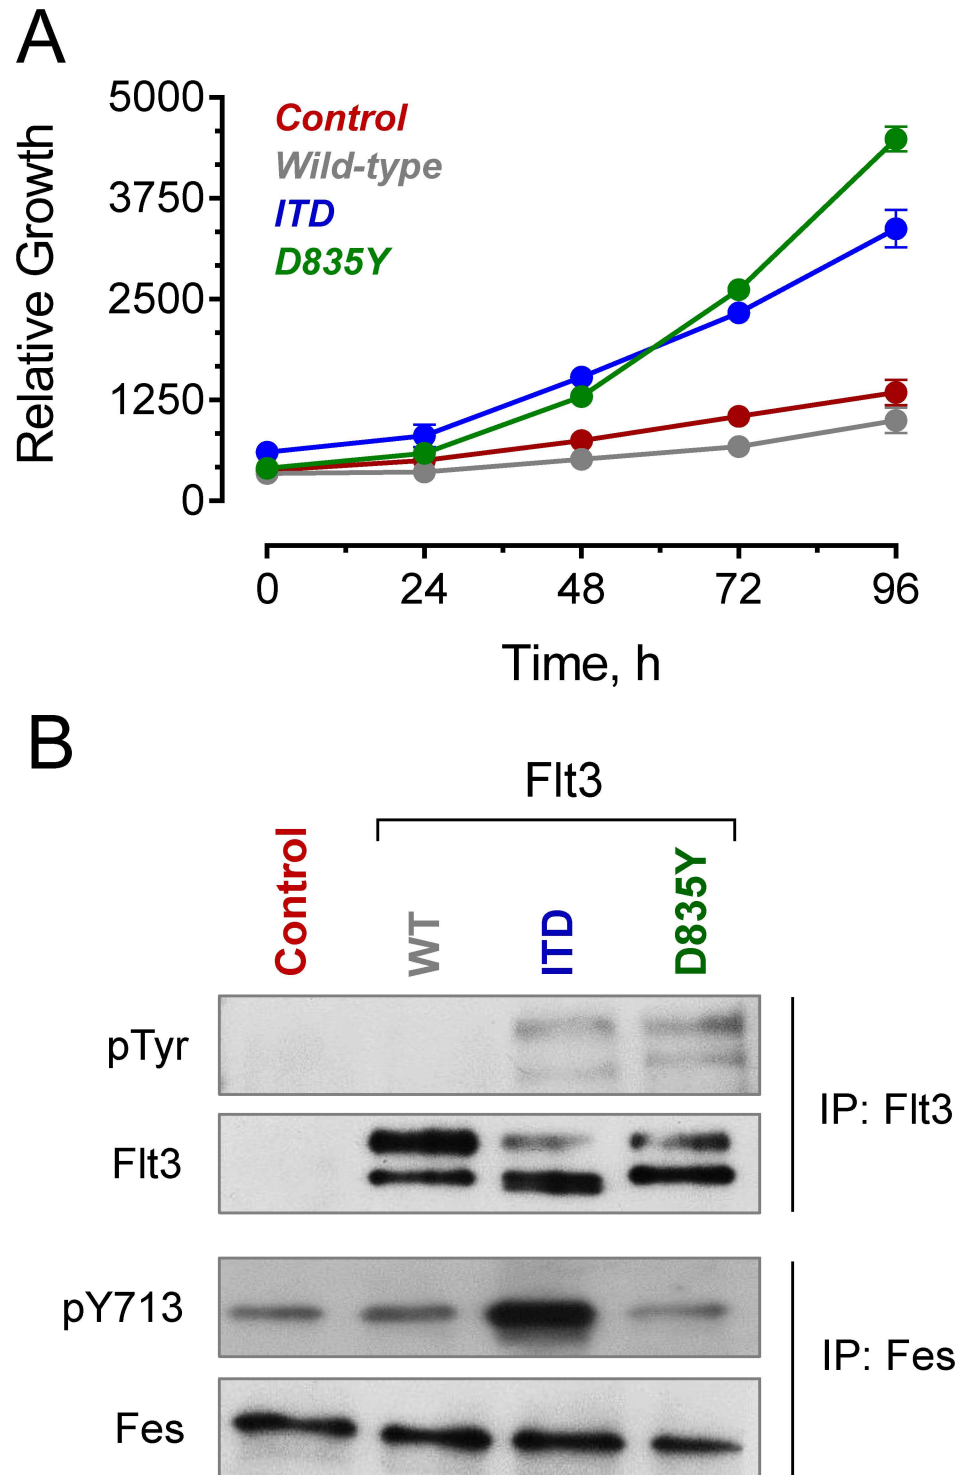 A
5000
3750
2500
1250
0
Relative Growth
Control
Wild-type
ITD
D835Y
0 24 48 72 96
Time, h
B
Flt3
Control WT ITD D835Y
pTyr
Flt3
IP: Flt3
pY713
Fes
IP: Fes